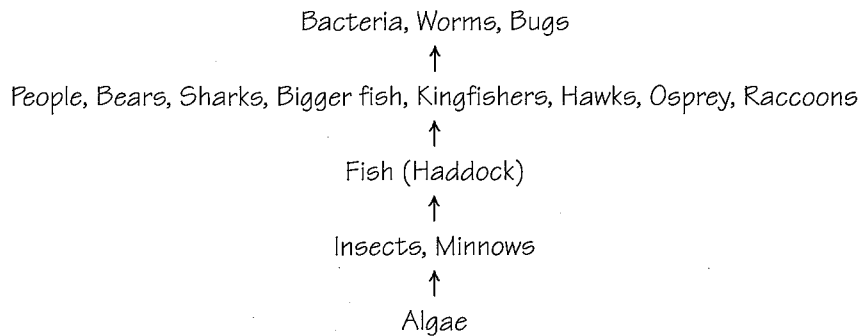 Bacteria, Worms, Bugs
People, Bears, Sharks, Bigger fish, Kingfishers, Hawks, Osprey, Raccoons
Fish (Haddock)
Insects, Minnows
Algae